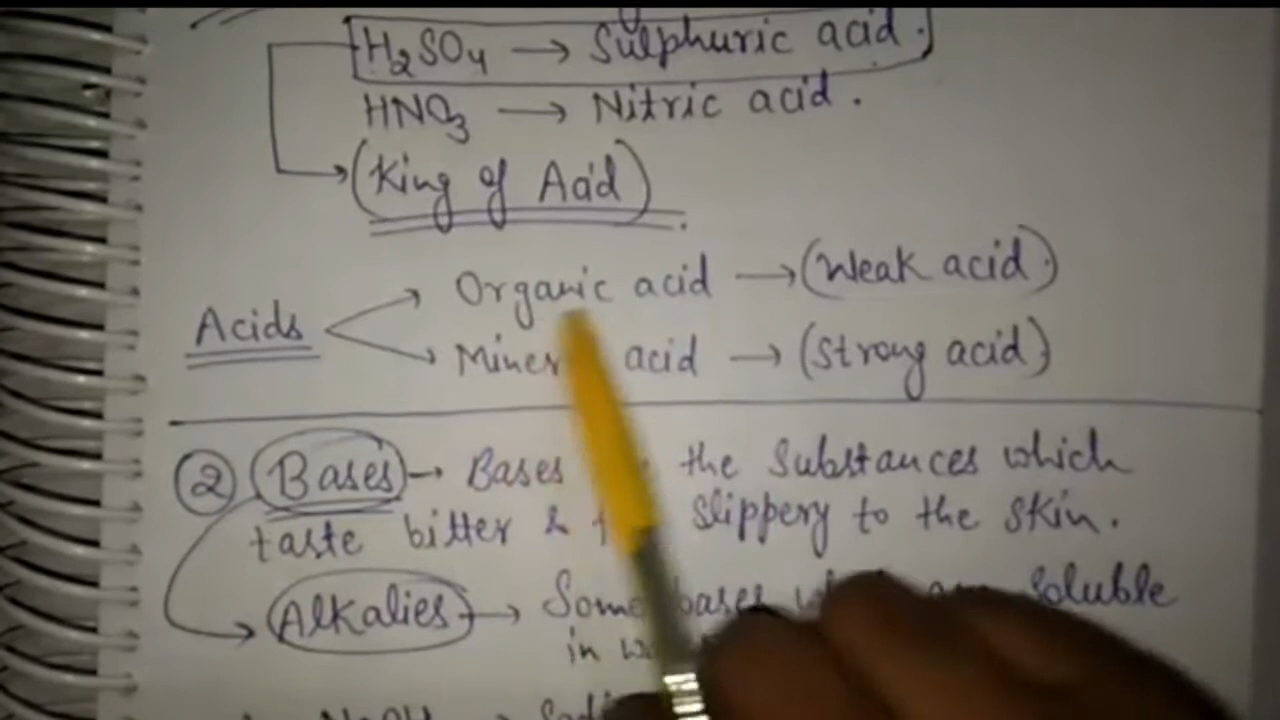 H₂SO₄ → Sulphuric acid.
HNO₃ → Nitric acid.
(King of Acid)
Organic acid → (Weak acid)
Acids
acid → (Strong acid)
② Bases → Bases the substances which
taste bitter & slippery to the skin.
Alkalies → Some bases soluble
in